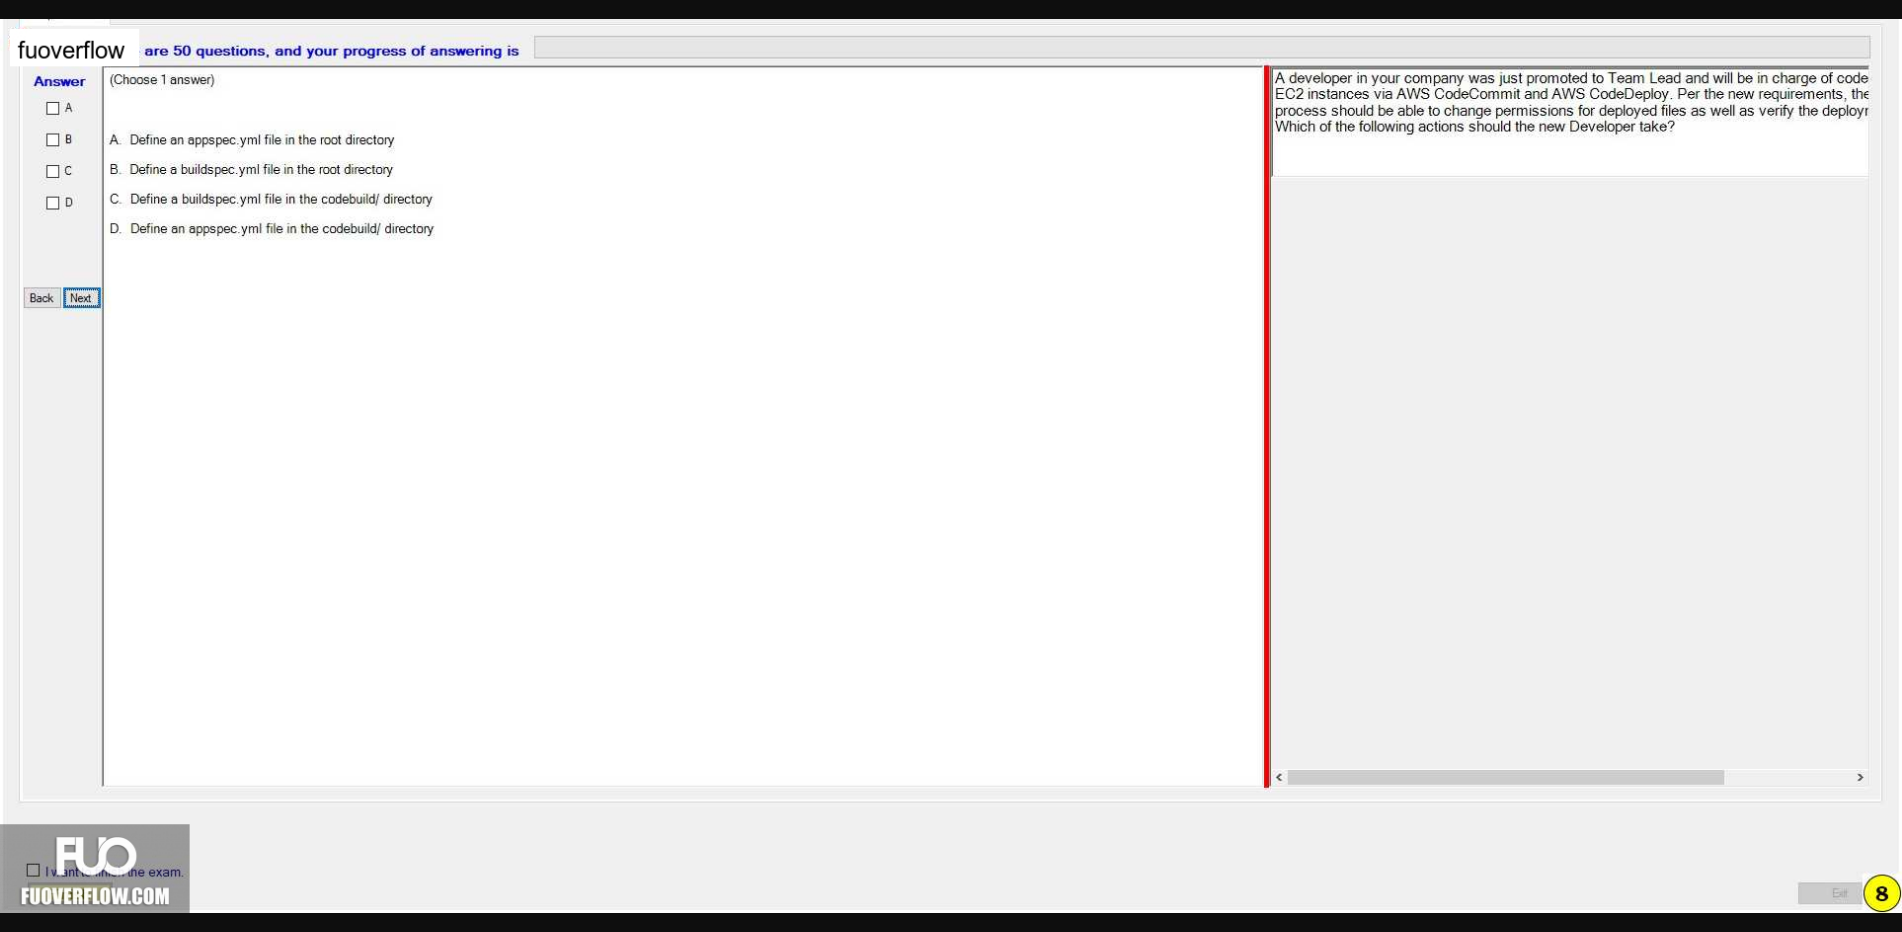 fuoverflow are 50 questions, and your progress of answering is
Answer
A
B
C
D
Back Next
(Choose 1 answer)
A. Define an appspec.yml file in the root directory
B. Define a buildspec.yml file in the root directory
C. Define a buildspec.yml file in the codebuild/ directory
D. Define an appspec.yml file in the codebuild/ directory
A developer in your company was just promoted to Team Lead and will be in charge of code
EC2 instances via AWS CodeCommit and AWS CodeDeploy. Per the new requirements, the
process should be able to change permissions for deployed files as well as verify the deployr
Which of the following actions should the new Developer take?
FUO
the exam.
FUOVERFLOW.COM
Exit
8